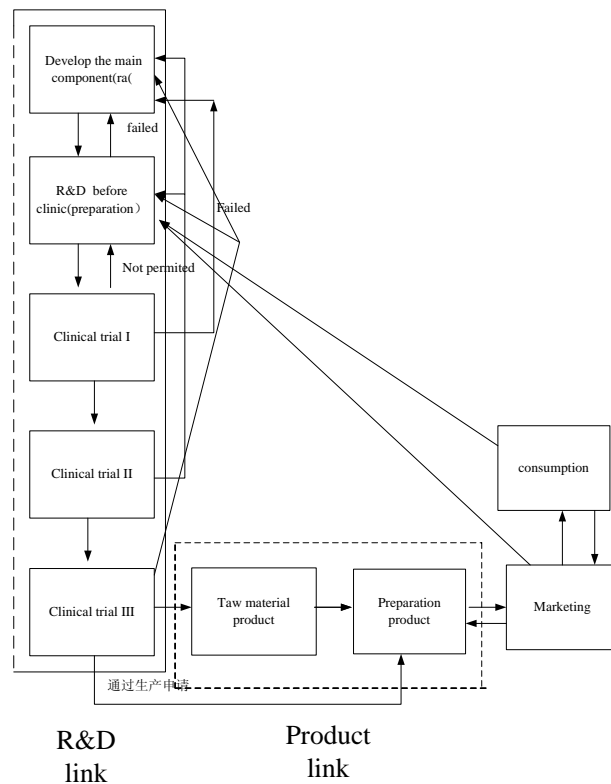 Develop the main
component(ra(
failed
R&D before
clinic(preparation）
Failed
Not permited
Clinical trial I
Clinical trial II
consumption
Clinical trial III
Taw material
product
Preparation
product
Marketing
通过生产申请
R&D
link
Product
link